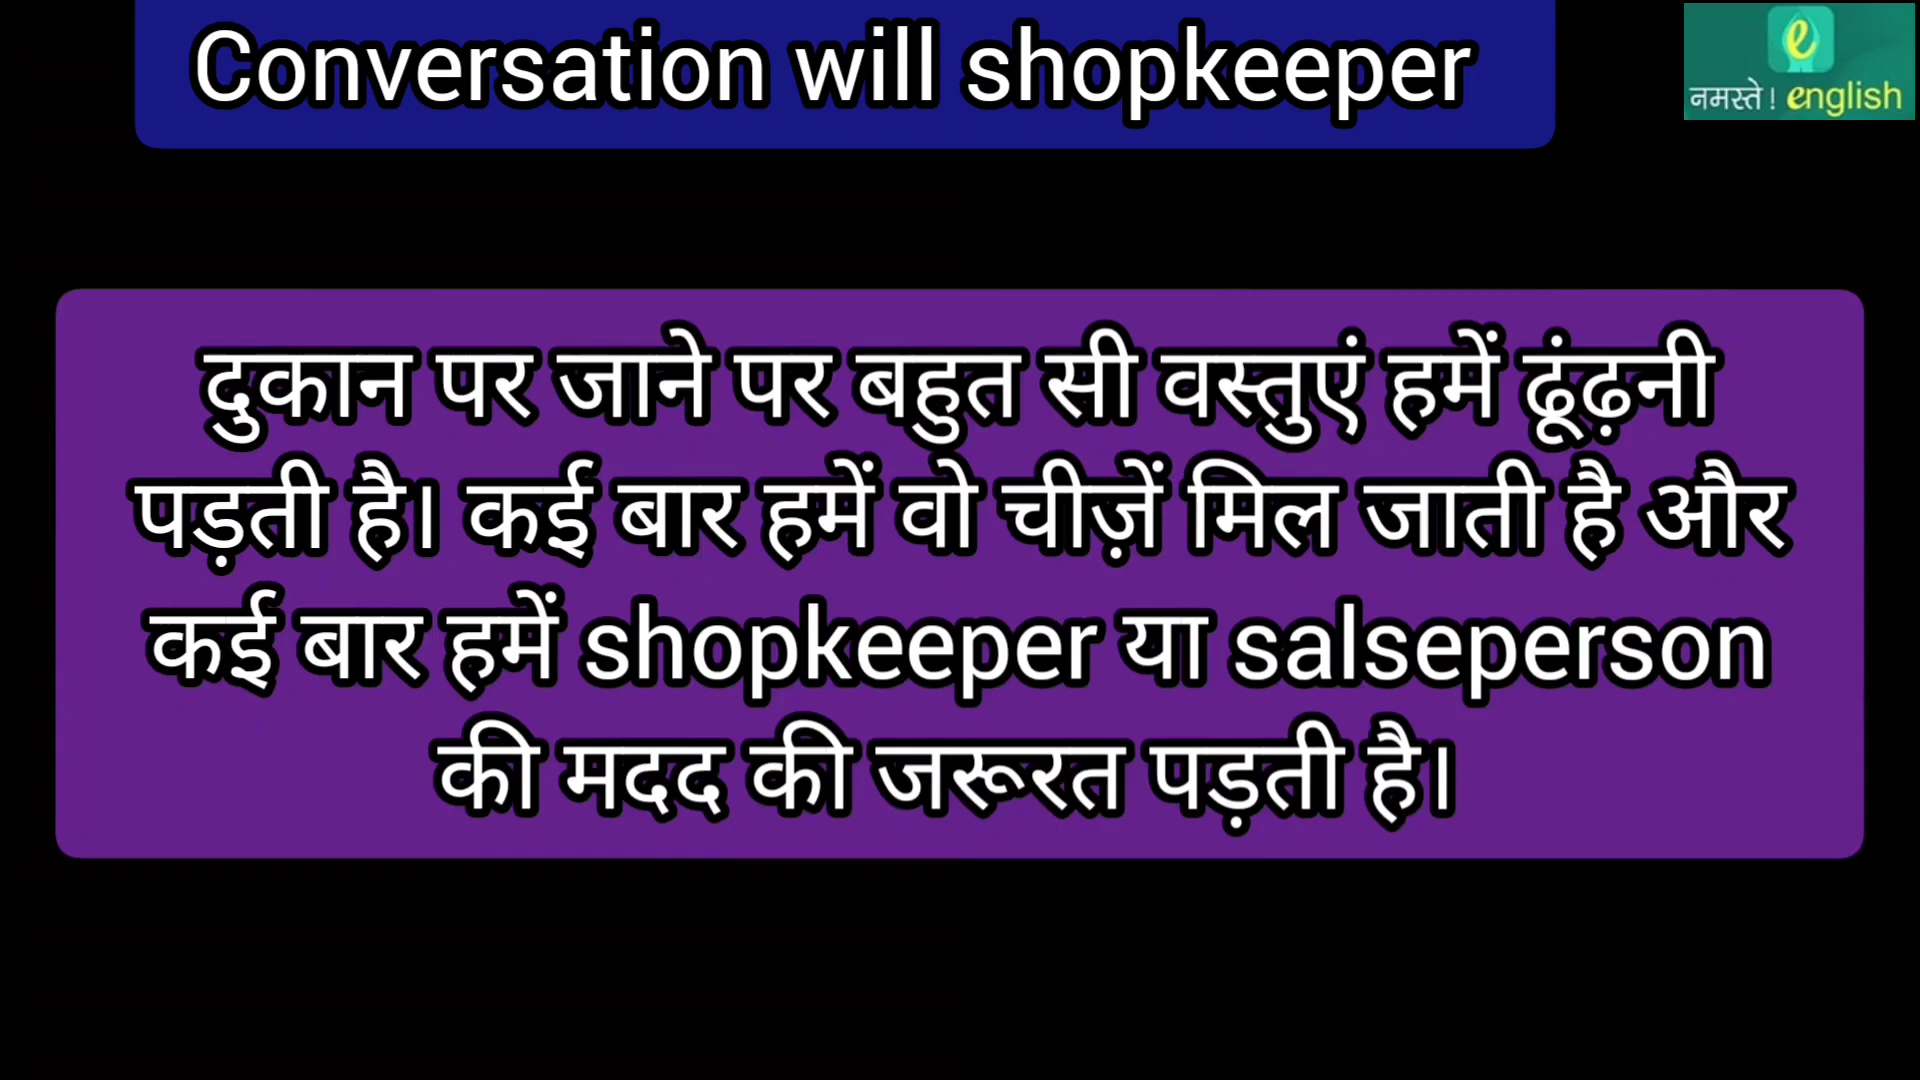 Conversation will shopkeeper
e
नमस्ते ! english
दुकान पर जाने पर बहुत सी वस्तुएं हमें ढूंढ़नी
पड़ती है। कई बार हमें वो चीज़ें मिल जाती है और
कई बार हमें shopkeeper या salseperson
की मदद की जरूरत पड़ती है।